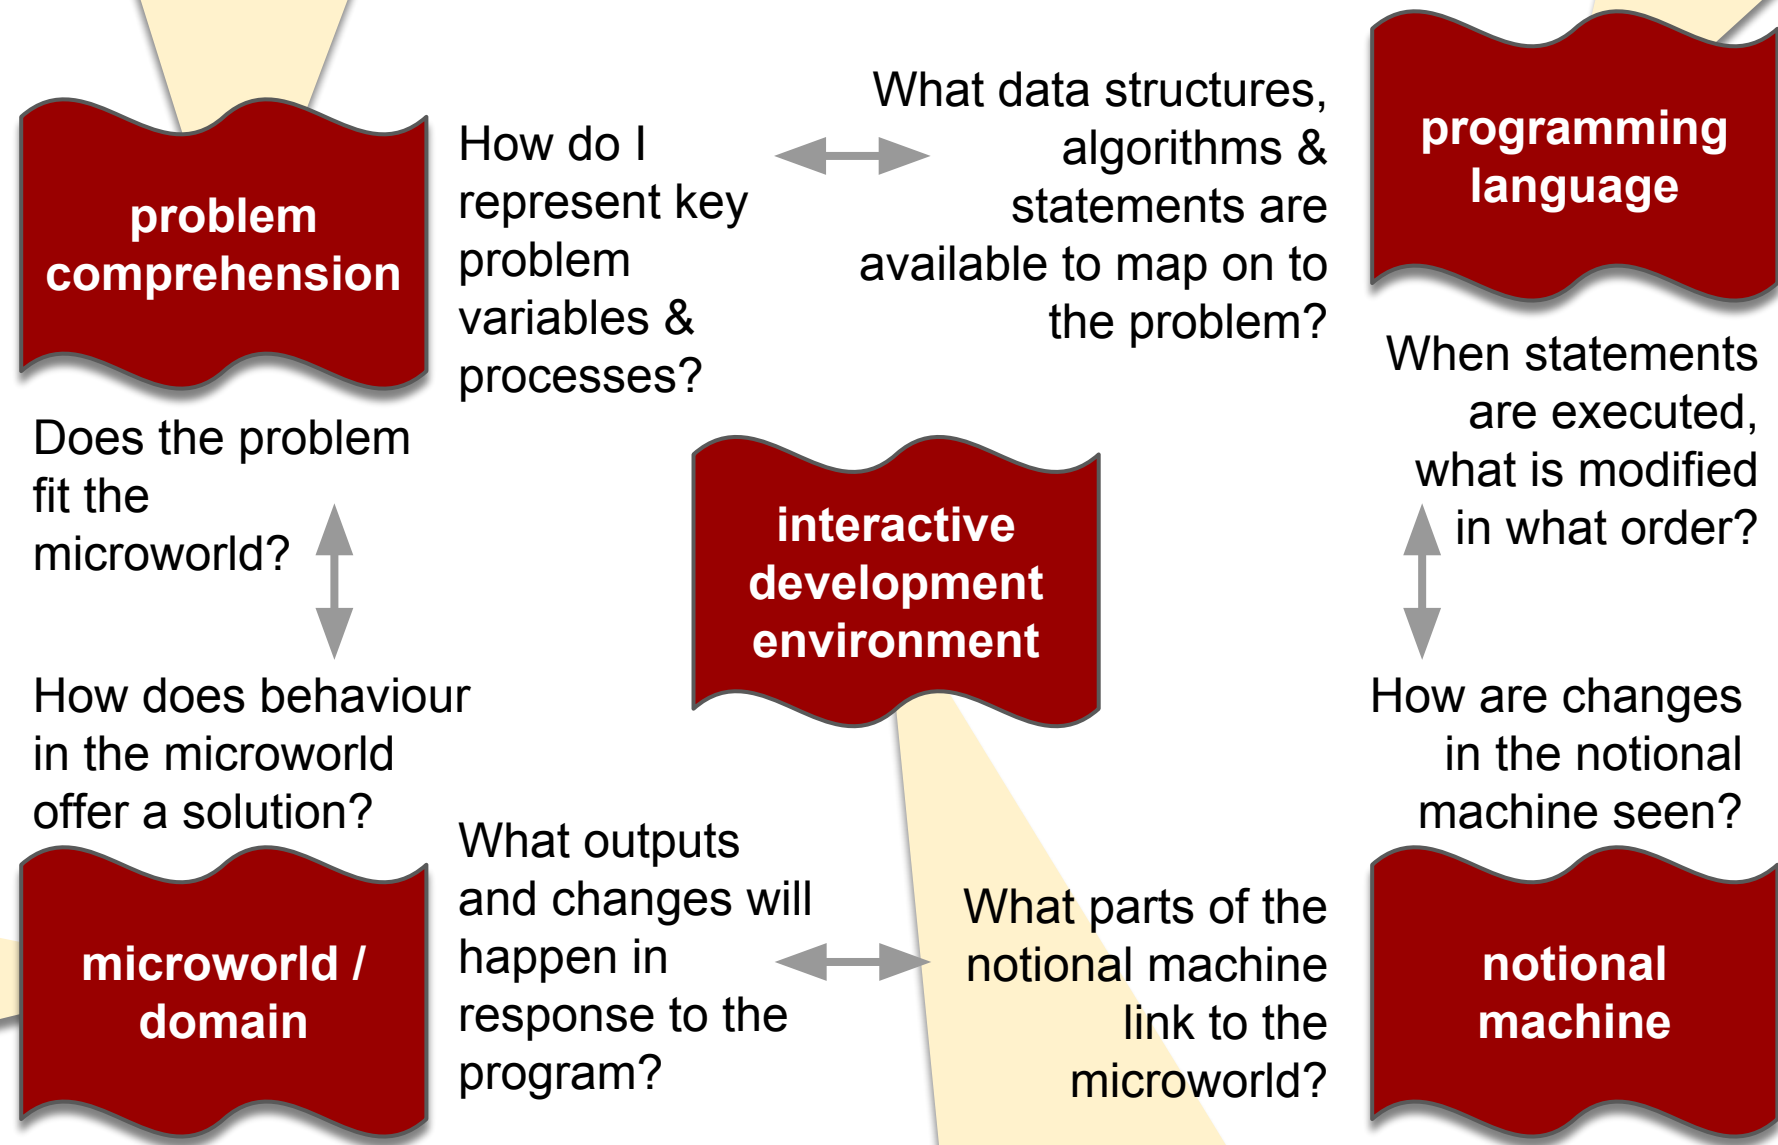 problem
comprehension
How do I
represent key
problem
variables &
processes?
What data structures,
algorithms &
statements are
available to map on to
the problem?
programming
language
Does the problem
fit the
microworld?
interactive
development
environment
When statements
are executed,
what is modified
in what order?
How does behaviour
in the microworld
offer a solution?
How are changes
in the notional
machine seen?
microworld /
domain
What outputs
and changes will
happen in
response to the
program?
What parts of the
notional machine
link to the
microworld?
notional
machine